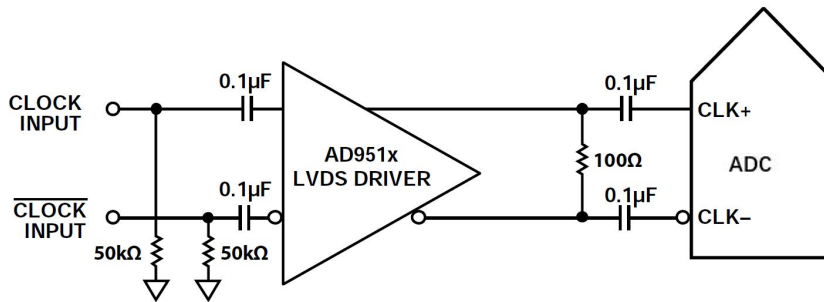 0.1µF
0.1µF
CLOCK
INPUT
CLK+
AD951x
LVDS DRIVER
100Ω
ADC
0.1µF
0.1µF
CLOCK
INPUT
CLK–
50kΩ
50kΩ